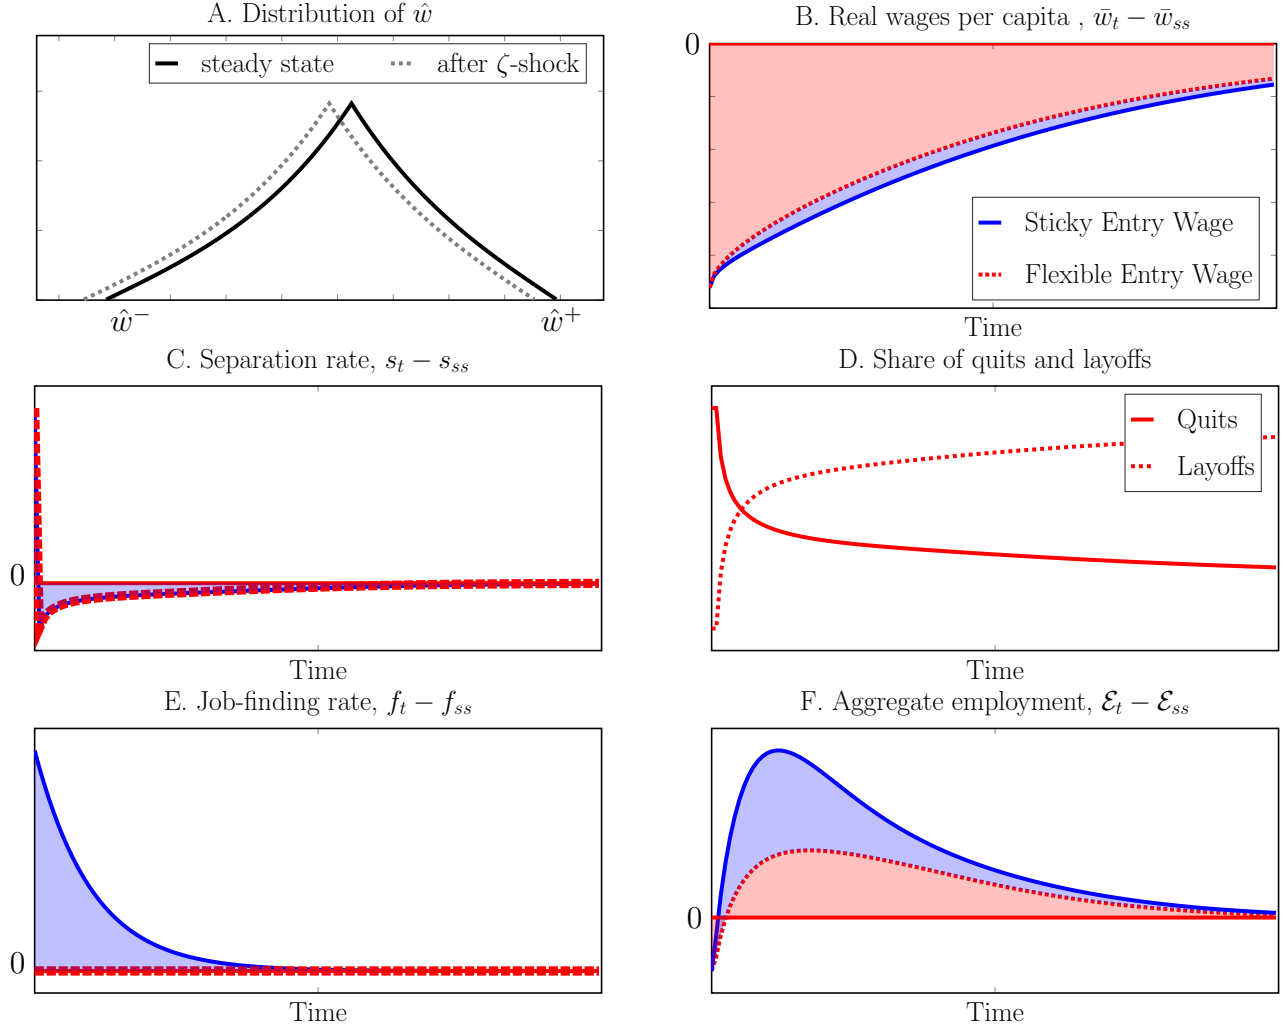 A. Distribution of ŵ
steady state
after ζ-shock
ŵ⁻
ŵ⁺
B. Real wages per capita , w̄ₜ − w̄ₛₛ
0
Sticky Entry Wage
Flexible Entry Wage
Time
C. Separation rate, sₜ − sₛₛ
0
Time
D. Share of quits and layoffs
Quits
Layoffs
Time
E. Job-finding rate, fₜ − fₛₛ
0
Time
F. Aggregate employment, ℰₜ − ℰₛₛ
0
Time